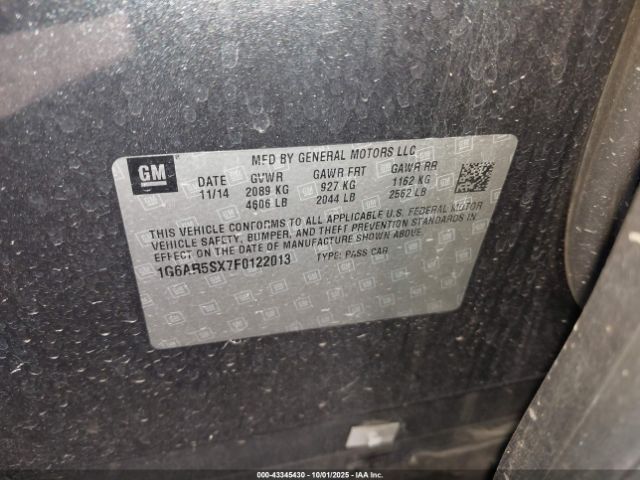 GM
MFD BY GENERAL MOTORS LLC
DATE GVWR GAWR FRT GAWR RR
11/14 2089 KG 927 KG 1162 KG
4606 LB 2044 LB 2562 LB
THIS VEHICLE CONFORMS TO ALL APPLICABLE U.S. FEDERAL MOTOR
VEHICLE SAFETY, BUMPER, AND THEFT PREVENTION STANDARDS IN
EFFECT ON THE DATE OF MANUFACTURE SHOWN ABOVE.
1G6AB5SX7F0122013 TYPE: PASS CAR
000-43345430 | 10/01/2025 - IAAI.COM